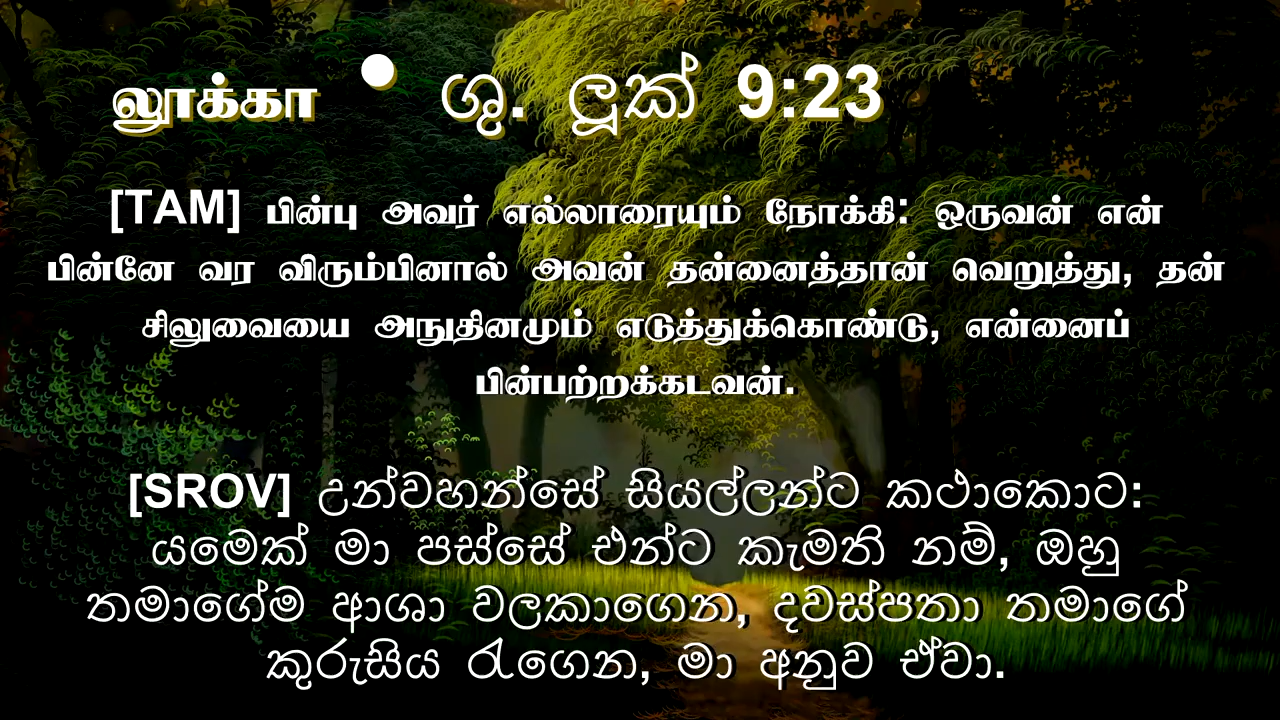 லூக்கா • ශු. ලූක් 9:23
[TAM] பின்பு அவர் எல்லாரையும் நோக்கி: ஒருவன் என்
பின்னே வர விரும்பினால் அவன் தன்னைத்தான் வெறுத்து, தன்
சிலுவையை அநுதினமும் எடுத்துக்கொண்டு, என்னைப்
பின்பற்றக்கடவன்.
[SROV] උන්වහන්සේ සියල්ලන්ට කථාකොට:
යමෙක් මා පස්සේ එන්ට කැමති නම්, ඔහු
තමාගේම ආශා වලකාගෙන, දවස්පතා තමාගේ
කුරුසිය රැගෙන, මා අනුව ඒවා.